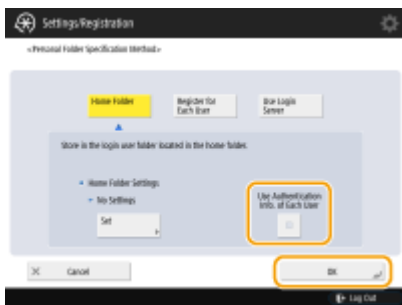 Settings/Registration
<Personal Folder Specification Method>
Home Folder
Register for
Each User
Use Login
Server
Store in the login user folder located in the home folder.
Home Folder Settings
No Settings
Set
Use Authentication
Info. of Each User
Cancel
OK
Log Out